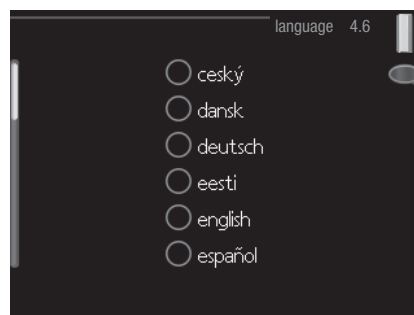 language 4.6
ceský
dansk
deutsch
eesti
english
español